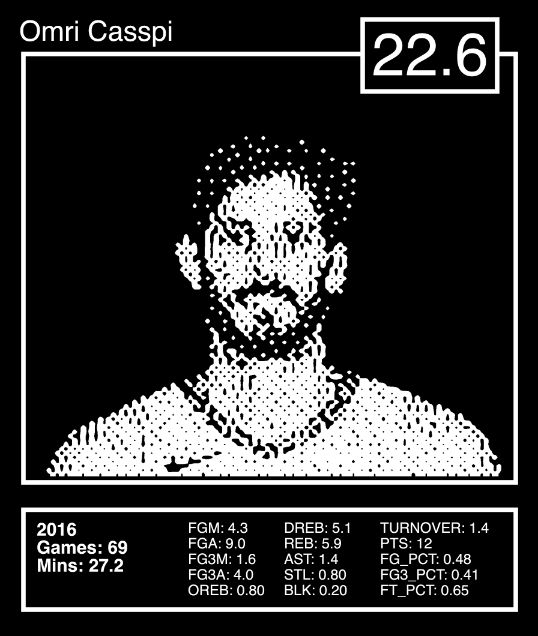 Omri Casspi
22.6
2016
Games: 69
Mins: 27.2
FGM: 4.3
FGA: 9.0
FG3M: 1.6
FG3A: 4.0
OREB: 0.80
DREB: 5.1
REB: 5.9
AST: 1.4
STL: 0.80
BLK: 0.20
TURNOVER: 1.4
PTS: 12
FG_PCT: 0.48
FG3_PCT: 0.41
FT_PCT: 0.65